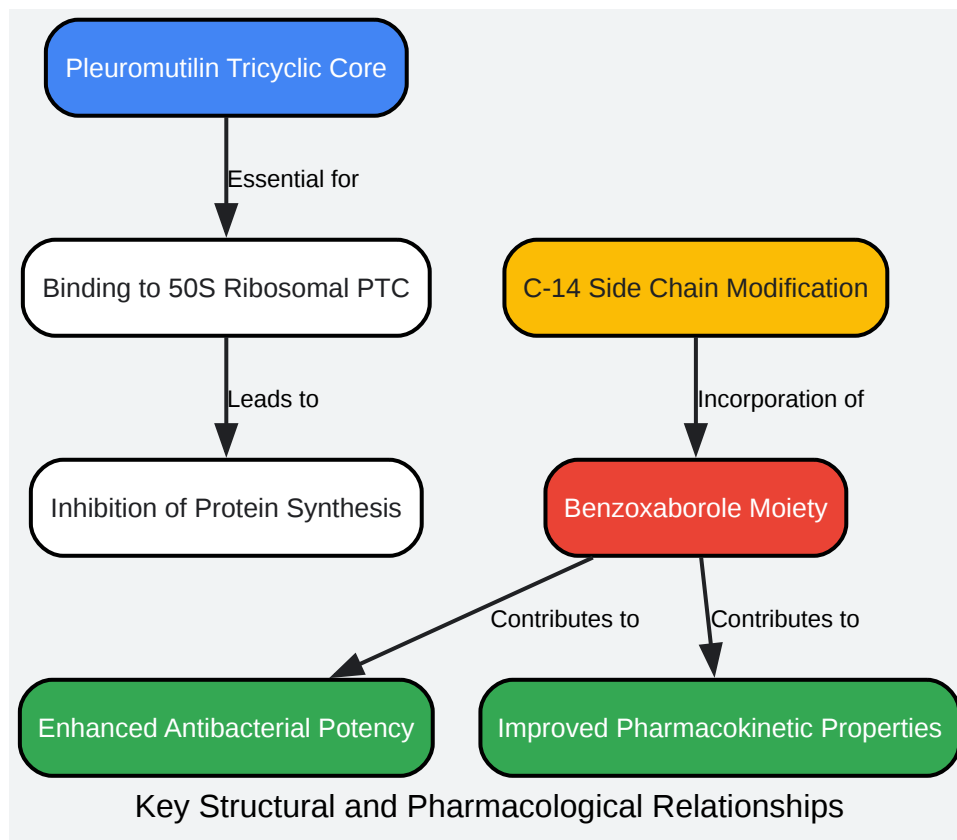 Pleuromutilin Tricyclic Core
Essential for
Binding to 50S Ribosomal PTC
C-14 Side Chain Modification
Leads to
Incorporation of
Inhibition of Protein Synthesis
Benzoxaborole Moiety
Contributes to
Contributes to
Enhanced Antibacterial Potency
Improved Pharmacokinetic Properties
Key Structural and Pharmacological Relationships